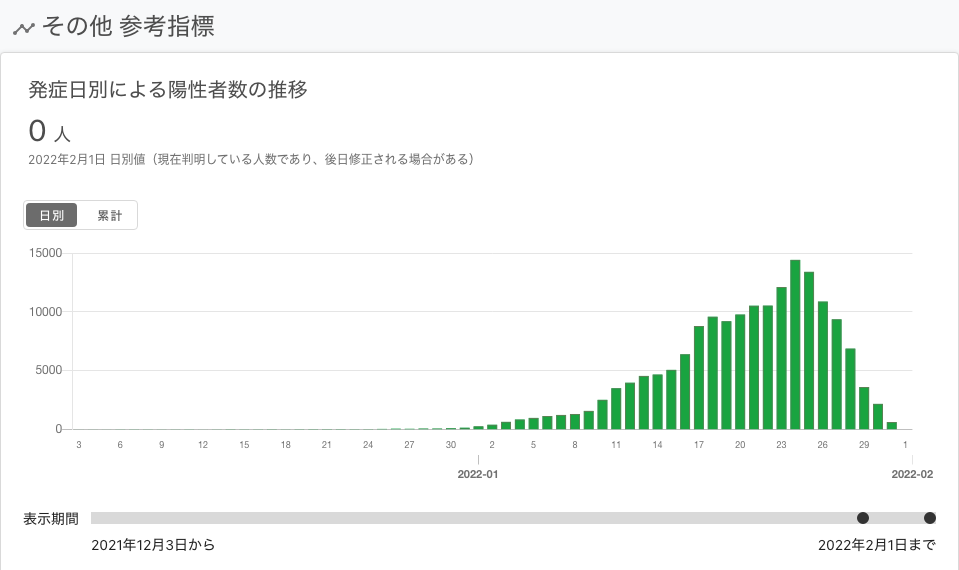 その他 参考指標
発症日別による陽性者数の推移
0 人
2022年2月1日 日別値（現在判明している人数であり、後日修正される場合がある）
日別 累計
15000
10000
5000
0
3 6 9 12 15 18 21 24 27 30 2 5 8 11 14 17 20 23 26 29 1
2022-01 2022-02
表示期間
2021年12月3日から 2022年2月1日まで